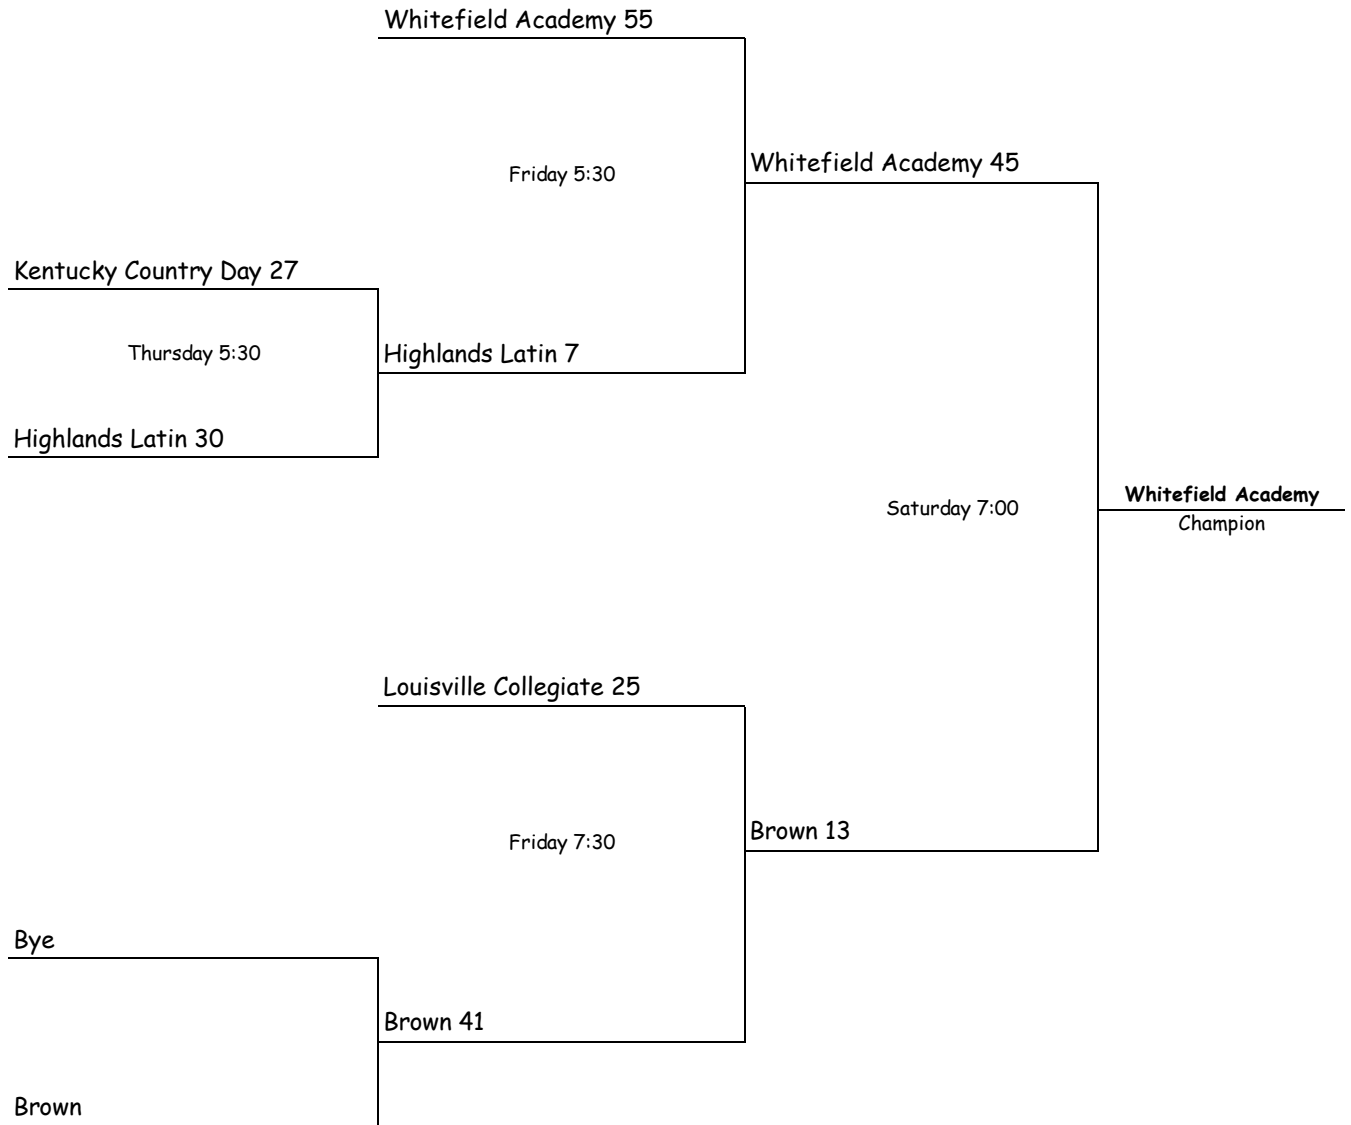 Whitefield Academy 55
Friday 5:30
Whitefield Academy 45
Kentucky Country Day 27
Thursday 5:30
Highlands Latin 7
Highlands Latin 30
Saturday 7:00
Whitefield Academy
Champion
Louisville Collegiate 25
Friday 7:30
Brown 13
Bye
Brown 41
Brown